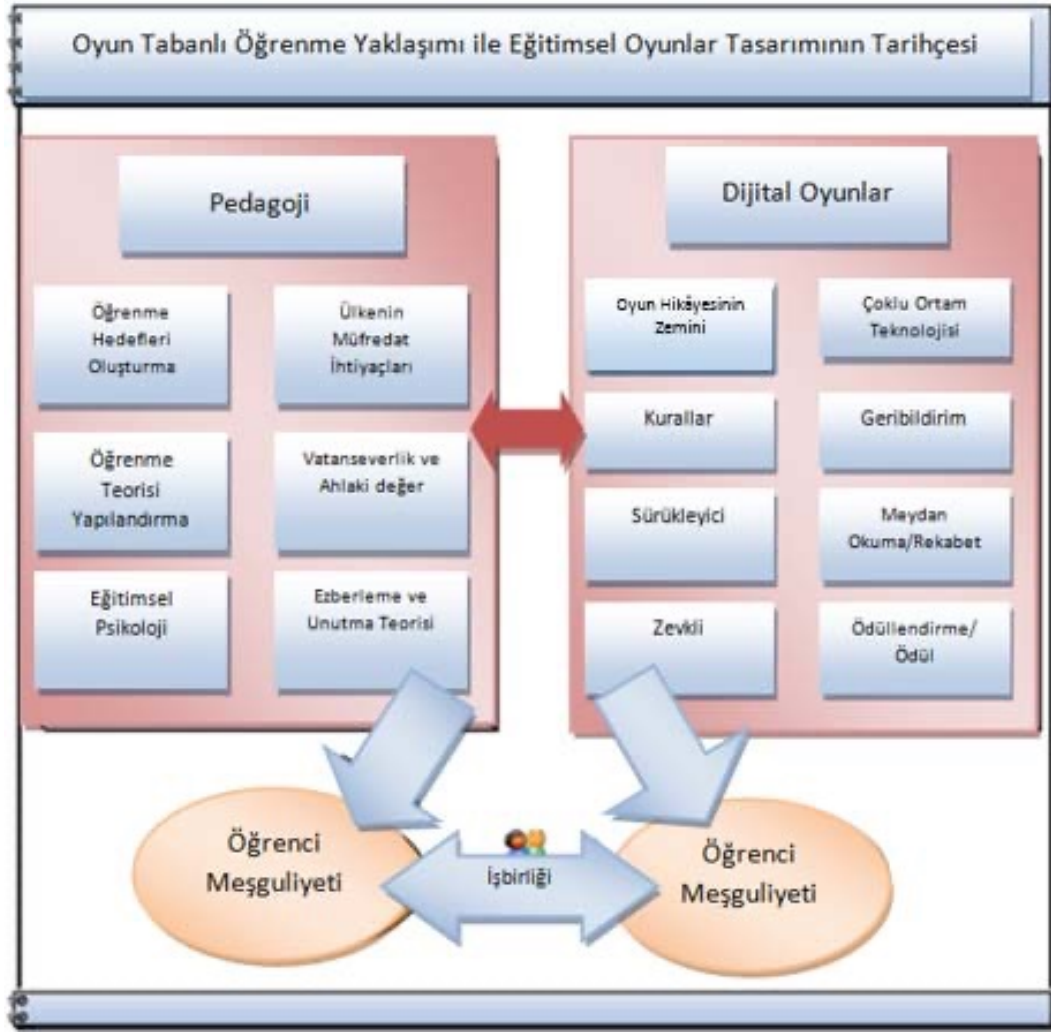 Oyun Tabanlı Öğrenme Yaklaşımı ile Eğitimsel Oyunlar Tasarımının Tarihçesi
Pedagoji
Öğrenme
Hedefleri
Oluşturma
Ülkenin
Müfredat
İhtiyaçları
Öğrenme
Teorisi
Yapılandırma
Vatanseverlik ve
Ahlaki değer
Eğitimsel
Psikoloji
Ezberleme ve
Unutma Teorisi
Dijital Oyunlar
Oyun Hikâyesinin
Zemini
Çoklu Ortam
Teknolojisi
Kurallar
Geribildirim
Sürükleyici
Meydan
Okuma/Rekabet
Zevkli
Ödüllendirme/
Ödül
Öğrenci
Meşguliyeti
İşbirliği
Öğrenci
Meşguliyeti